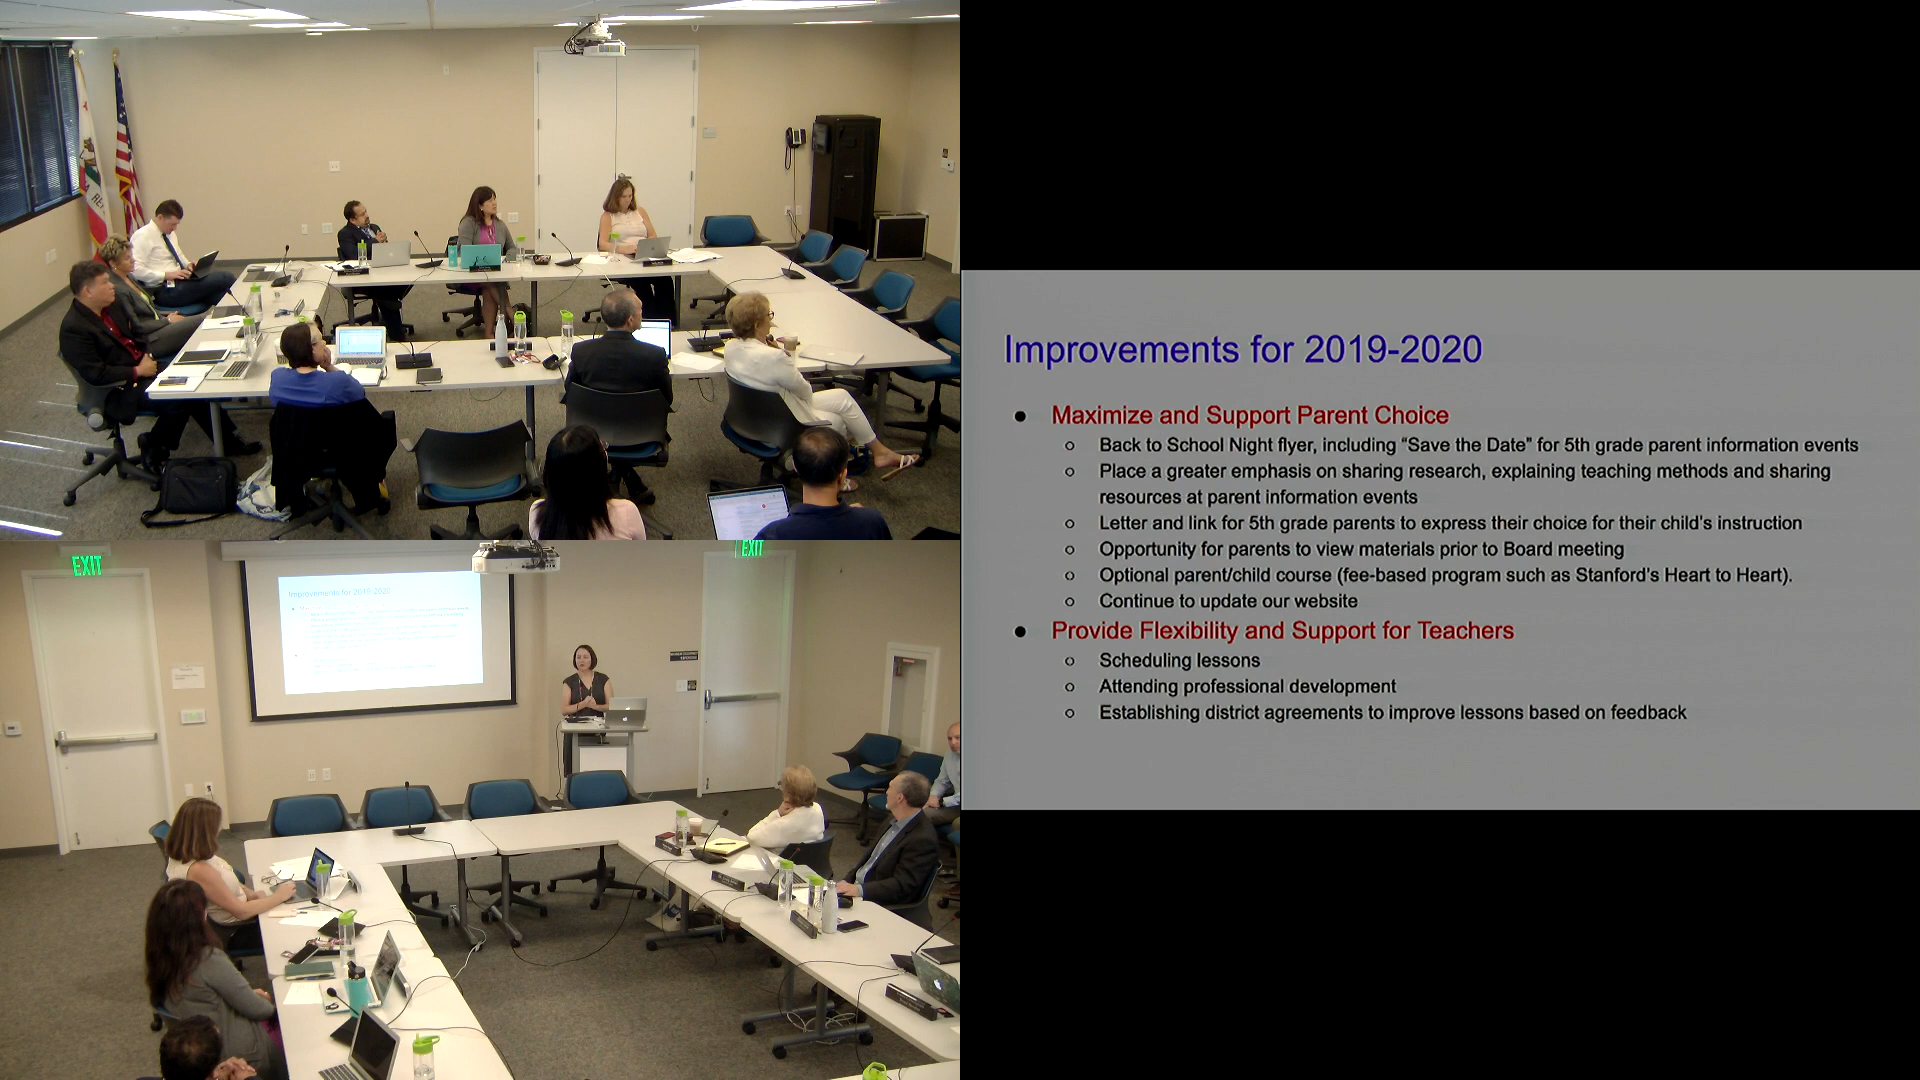 EXIT
EXIT
Improvements for 2019-2020
Improvements for 2019-2020
● Maximize and Support Parent Choice
○ Back to School Night flyer, including “Save the Date” for 5th grade parent information events
○ Place a greater emphasis on sharing research, explaining teaching methods and sharing
resources at parent information events
○ Letter and link for 5th grade parents to express their choice for their child’s instruction
○ Opportunity for parents to view materials prior to Board meeting
○ Optional parent/child course (fee-based program such as Stanford’s Heart to Heart).
○ Continue to update our website
● Provide Flexibility and Support for Teachers
○ Scheduling lessons
○ Attending professional development
○ Establishing district agreements to improve lessons based on feedback